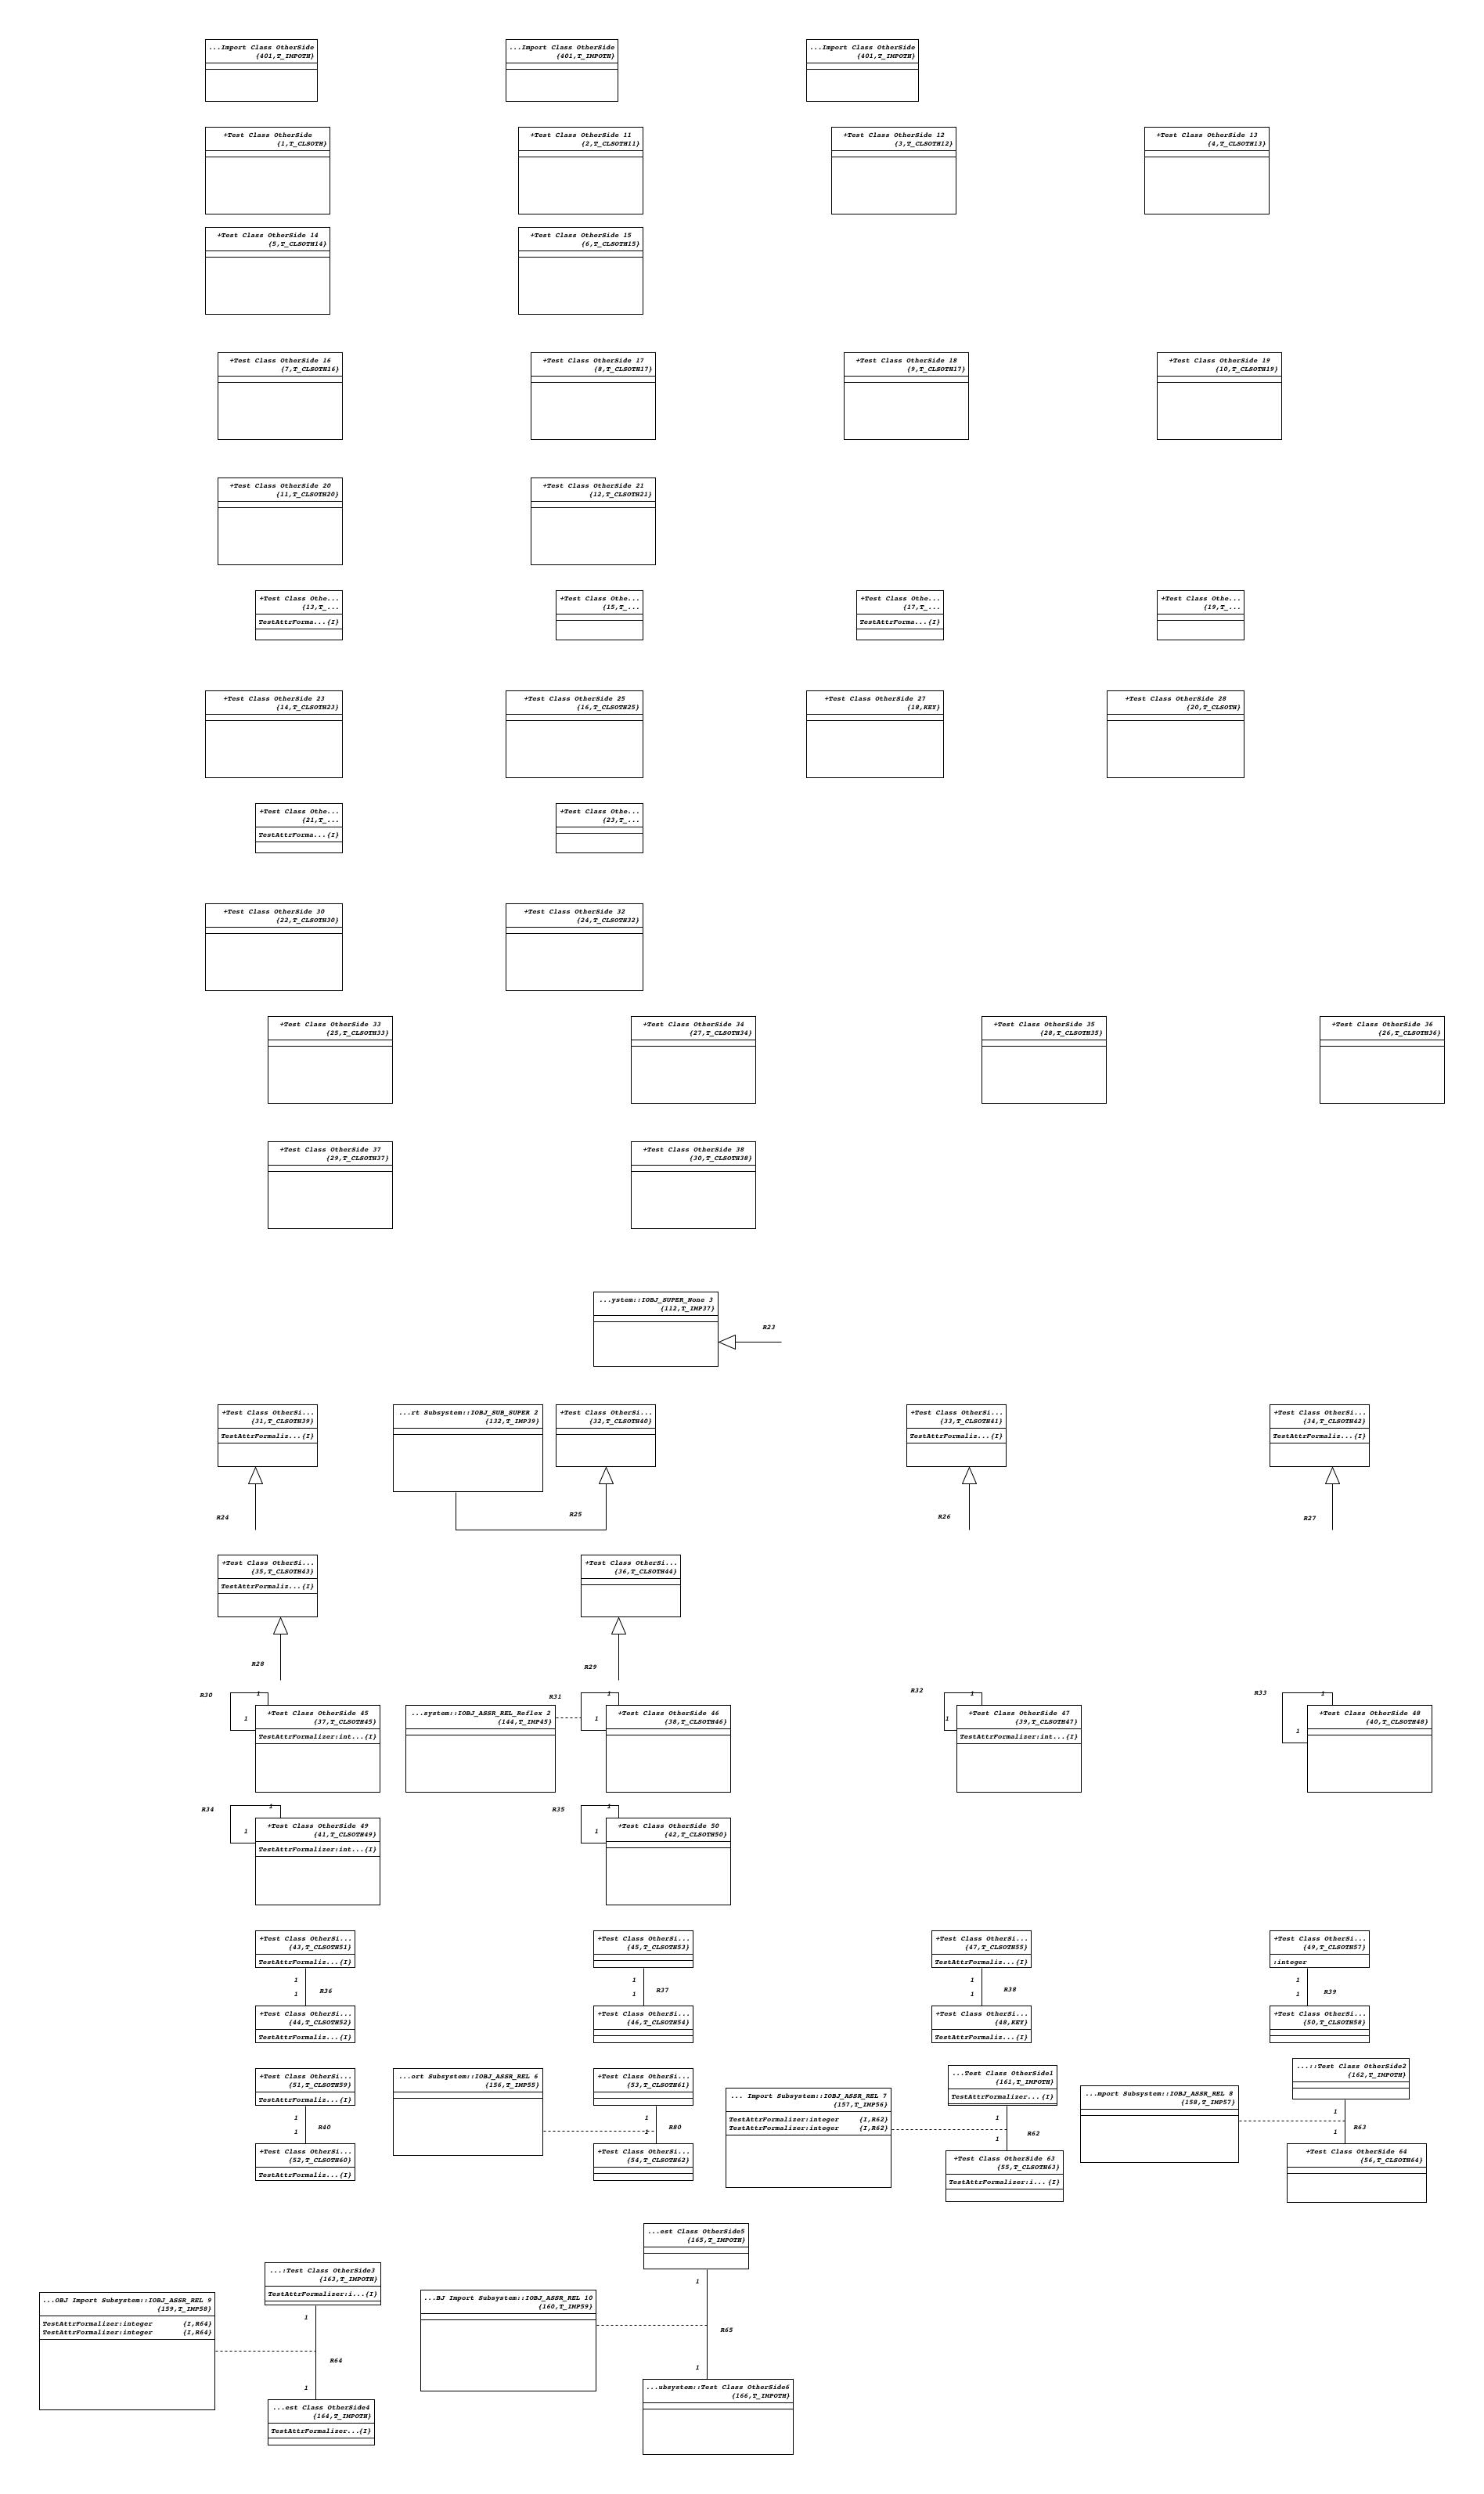 ...Import Class OtherSide
{401,T_IMPOTH}
...Import Class OtherSide
{401,T_IMPOTH}
...Import Class OtherSide
{401,T_IMPOTH}
+Test Class OtherSide
{1,T_CLSOTH}
+Test Class OtherSide 11
{2,T_CLSOTH11}
+Test Class OtherSide 12
{3,T_CLSOTH12}
+Test Class OtherSide 13
{4,T_CLSOTH13}
+Test Class OtherSide 14
{5,T_CLSOTH14}
+Test Class OtherSide 15
{6,T_CLSOTH15}
+Test Class OtherSide 16
{7,T_CLSOTH16}
+Test Class OtherSide 17
{8,T_CLSOTH17}
+Test Class OtherSide 18
{9,T_CLSOTH17}
+Test Class OtherSide 19
{10,T_CLSOTH19}
+Test Class OtherSide 20
{11,T_CLSOTH20}
+Test Class OtherSide 21
{12,T_CLSOTH21}
+Test Class Othe...
{13,T_...
TestAttrForma...{I}
+Test Class Othe...
{15,T_...
+Test Class Othe...
{17,T_...
TestAttrForma...{I}
+Test Class Othe...
{19,T_...
+Test Class OtherSide 23
{14,T_CLSOTH23}
+Test Class OtherSide 25
{16,T_CLSOTH25}
+Test Class OtherSide 27
{18,KEY}
+Test Class OtherSide 28
{20,T_CLSOTH}
+Test Class Othe...
{21,T_...
TestAttrForma...{I}
+Test Class Othe...
{23,T_...
+Test Class OtherSide 30
{22,T_CLSOTH30}
+Test Class OtherSide 32
{24,T_CLSOTH32}
+Test Class OtherSide 33
{25,T_CLSOTH33}
+Test Class OtherSide 34
{27,T_CLSOTH34}
+Test Class OtherSide 35
{28,T_CLSOTH35}
+Test Class OtherSide 36
{26,T_CLSOTH36}
+Test Class OtherSide 37
{29,T_CLSOTH37}
+Test Class OtherSide 38
{30,T_CLSOTH38}
...ystem::IOBJ_SUPER_None 3
{112,T_IMP37}
R23
+Test Class OtherSi...
{31,T_CLSOTH39}
TestAttrFormaliz...{I}
...rt Subsystem::IOBJ_SUB_SUPER 2
{132,T_IMP39}
+Test Class OtherSi...
{32,T_CLSOTH40}
+Test Class OtherSi...
{33,T_CLSOTH41}
TestAttrFormaliz...{I}
+Test Class OtherSi...
{34,T_CLSOTH42}
TestAttrFormaliz...{I}
R24
R25
R26
R27
+Test Class OtherSi...
{35,T_CLSOTH43}
TestAttrFormaliz...{I}
+Test Class OtherSi...
{36,T_CLSOTH44}
R28
R29
R30
1
1
+Test Class OtherSide 45
{37,T_CLSOTH45}
TestAttrFormalizer:int...{I}
...system::IOBJ_ASSR_REL_Reflex 2
{144,T_IMP45}
R31
1
1
+Test Class OtherSide 46
{38,T_CLSOTH46}
R32
1
1
+Test Class OtherSide 47
{39,T_CLSOTH47}
TestAttrFormalizer:int...{I}
R33
1
1
+Test Class OtherSide 48
{40,T_CLSOTH48}
R34
1
1
+Test Class OtherSide 49
{41,T_CLSOTH49}
TestAttrFormalizer:int...{I}
R35
1
1
+Test Class OtherSide 50
{42,T_CLSOTH50}
+Test Class OtherSi...
{43,T_CLSOTH51}
TestAttrFormaliz...{I}
1
1
R36
+Test Class OtherSi...
{44,T_CLSOTH52}
TestAttrFormaliz...{I}
+Test Class OtherSi...
{45,T_CLSOTH53}
1
1
R37
+Test Class OtherSi...
{46,T_CLSOTH54}
+Test Class OtherSi...
{47,T_CLSOTH55}
TestAttrFormaliz...{I}
1
1
R38
+Test Class OtherSi...
{48,KEY}
TestAttrFormaliz...{I}
+Test Class OtherSi...
{49,T_CLSOTH57}
:integer
1
1
R39
+Test Class OtherSi...
{50,T_CLSOTH58}
+Test Class OtherSi...
{51,T_CLSOTH59}
TestAttrFormaliz...{I}
1
1
R40
+Test Class OtherSi...
{52,T_CLSOTH60}
TestAttrFormaliz...{I}
...ort Subsystem::IOBJ_ASSR_REL 6
{156,T_IMP55}
+Test Class OtherSi...
{53,T_CLSOTH61}
1
1
R80
+Test Class OtherSi...
{54,T_CLSOTH62}
... Import Subsystem::IOBJ_ASSR_REL 7
{157,T_IMP56}
TestAttrFormalizer:integer {I,R62}
TestAttrFormalizer:integer {I,R62}
...Test Class OtherSide1
{161,T_IMPOTH}
TestAttrFormalizer...{I}
1
1
R62
+Test Class OtherSide 63
{55,T_CLSOTH63}
TestAttrFormalizer:i...{I}
...mport Subsystem::IOBJ_ASSR_REL 8
{158,T_IMP57}
...::Test Class OtherSide2
{162,T_IMPOTH}
1
1
R63
+Test Class OtherSide 64
{56,T_CLSOTH64}
...OBJ Import Subsystem::IOBJ_ASSR_REL 9
{159,T_IMP58}
TestAttrFormalizer:integer {I,R64}
TestAttrFormalizer:integer {I,R64}
...:Test Class OtherSide3
{163,T_IMPOTH}
TestAttrFormalizer:i...{I}
1
R64
1
...est Class OtherSide4
{164,T_IMPOTH}
TestAttrFormalizer...{I}
...BJ Import Subsystem::IOBJ_ASSR_REL 10
{160,T_IMP59}
...est Class OtherSide5
{165,T_IMPOTH}
1
R65
1
...ubsystem::Test Class OtherSide6
{166,T_IMPOTH}